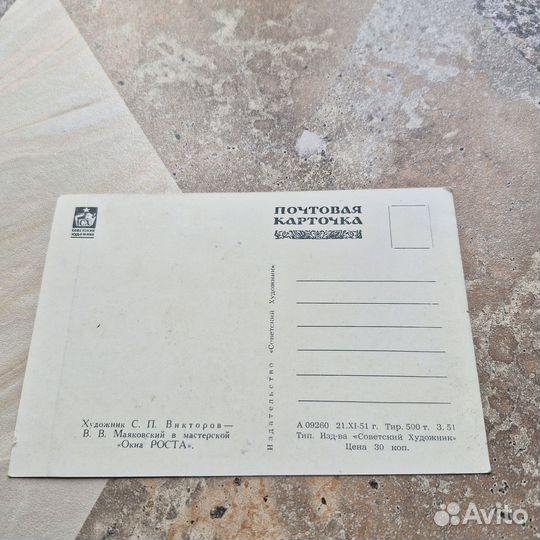 СОВЕТСКИЙ
ХУДОЖНИК
ПОЧТОВАЯ
КАРТОЧКА
Издательство «Советский Художник»
Художник С. П. Викторов —
В. В. Маяковский в мастерской
«Окна РОСТА».
А 09260 21.XI-51 г. Тир. 500 т. З. 51
Тип. Изд-ва «Советский Художник»
Цена 30 коп.
Avito